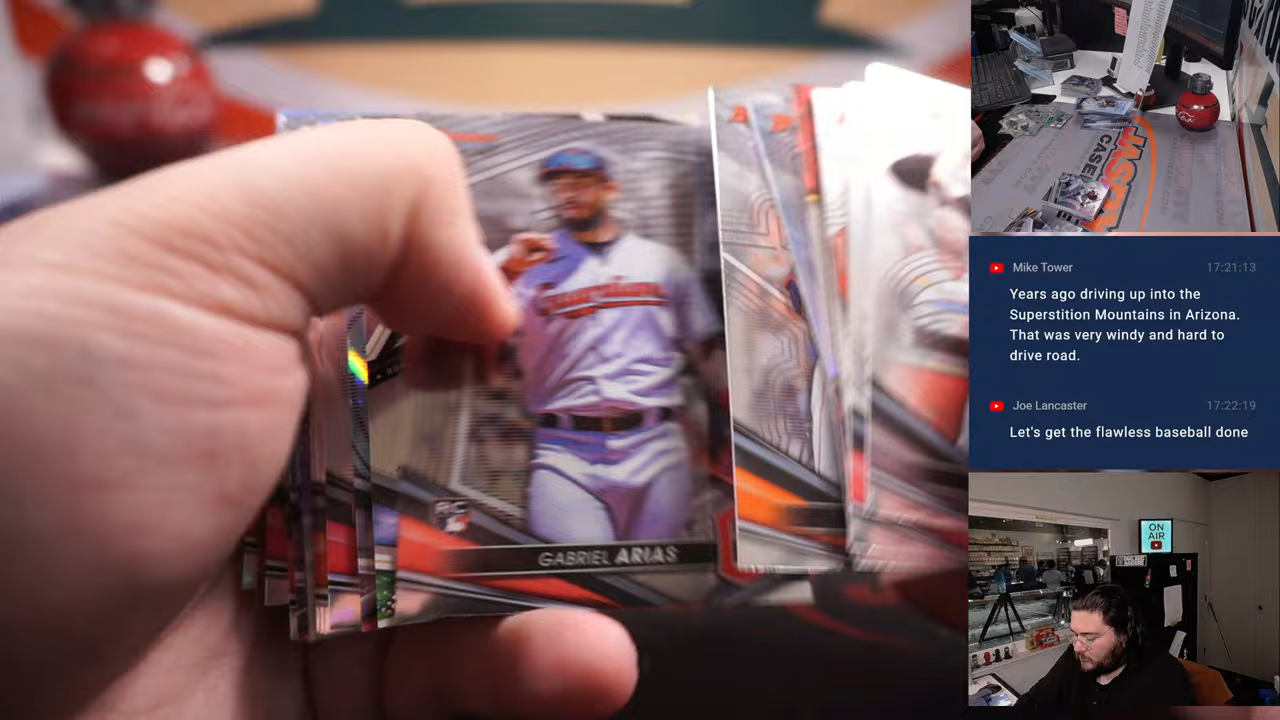 RC
GABRIEL ARIAS
Mike Tower 17:21:13
Years ago driving up into the
Superstition Mountains in Arizona.
That was very windy and hard to
drive road.
Joe Lancaster 17:22:19
Let's get the flawless baseball done
ON
AIR
CASE